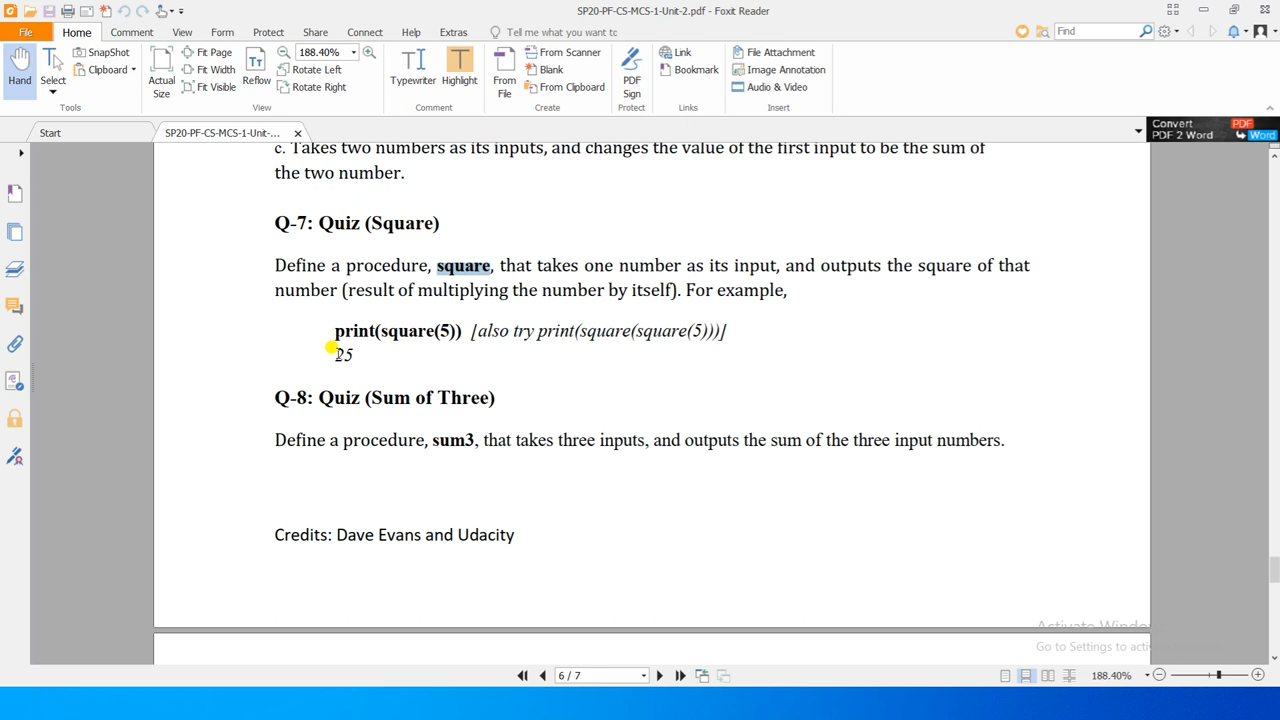 SP20-PF-CS-MCS-1-Unit-2.pdf - Foxit Reader
File Home Comment View Form Protect Share Connect Help Extras Tell me what you want tc Find
Hand Select SnapShot Clipboard Actual Size Reflow Fit Page Fit Width Fit Visible 188.40% Rotate Left Rotate Right Typewriter Highlight From File From Scanner Blank From Clipboard PDF Sign Link Bookmark File Attachment Image Annotation Audio & Video
Tools View Comment Create Protect Links Insert
Start SP20-PF-CS-MCS-1-Unit-... Convert PDF 2 Word PDF Word
c. Takes two numbers as its inputs, and changes the value of the first input to be the sum of
the two number.
Q-7: Quiz (Square)
Define a procedure, square, that takes one number as its input, and outputs the square of that
number (result of multiplying the number by itself). For example,
print(square(5)) [also try print(square(square(5)))]
25
Q-8: Quiz (Sum of Three)
Define a procedure, sum3, that takes three inputs, and outputs the sum of the three input numbers.
Credits: Dave Evans and Udacity
Activate Windo
Go to Settings to acti
6 / 7 188.40%